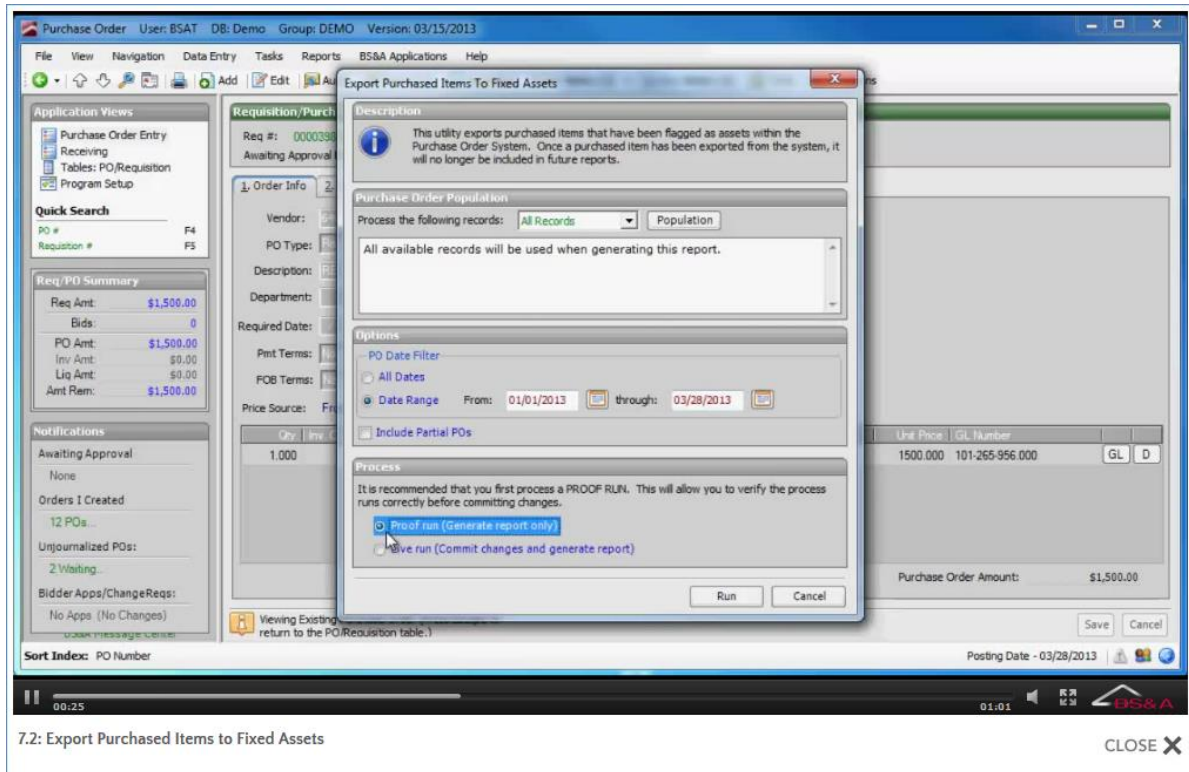 Purchase Order User: BSAT DB: Demo Group: DEMO Version: 03/15/2013
File View Navigation Data Entry Tasks Reports BS&A Applications Help
Add Edit Au
Application Views
Purchase Order Entry
Receiving
Tables: PO/Requisition
Program Setup
Quick Search
PO # F4
Requisition # F5
Req/PO Summary
Req Amt: $1,500.00
Bids: 0
PO Amt: $1,500.00
Inv Amt: $0.00
Liq Amt: $0.00
Amt Rem: $1,500.00
Notifications
Awaiting Approval
None
Orders I Created
12 POs...
Unjournalized POs:
2 Waiting...
Bidder Apps/ChangeReqs:
No Apps (No Changes)
BS&A Message Center
Requisition/Purch
Req #: 0000398
Awaiting Approval
1. Order Info 2.
Vendor:
PO Type:
Description:
Department:
Required Date:
Pmt Terms:
FOB Terms:
Price Source:
Qty Inv.
1.000
Unit Price GL Number
1500.000 101-265-956.000 GL D
Purchase Order Amount: $1,500.00
Viewing Existing
return to the PO/Requisition table.)
Save Cancel
Sort Index: PO Number
Posting Date - 03/28/2013
Export Purchased Items To Fixed Assets
Description
This utility exports purchased items that have been flagged as assets within the
Purchase Order System. Once a purchased item has been exported from the system, it
will no longer be included in future reports.
Purchase Order Population
Process the following records: All Records Population
All available records will be used when generating this report.
Options
PO Date Filter
All Dates
Date Range From: 01/01/2013 through: 03/28/2013
Include Partial POs
Process
It is recommended that you first process a PROOF RUN. This will allow you to verify the process
runs correctly before committing changes.
Proof run (Generate report only)
Live run (Commit changes and generate report)
Run Cancel
00:25
01:01
BS&A
7.2: Export Purchased Items to Fixed Assets
CLOSE